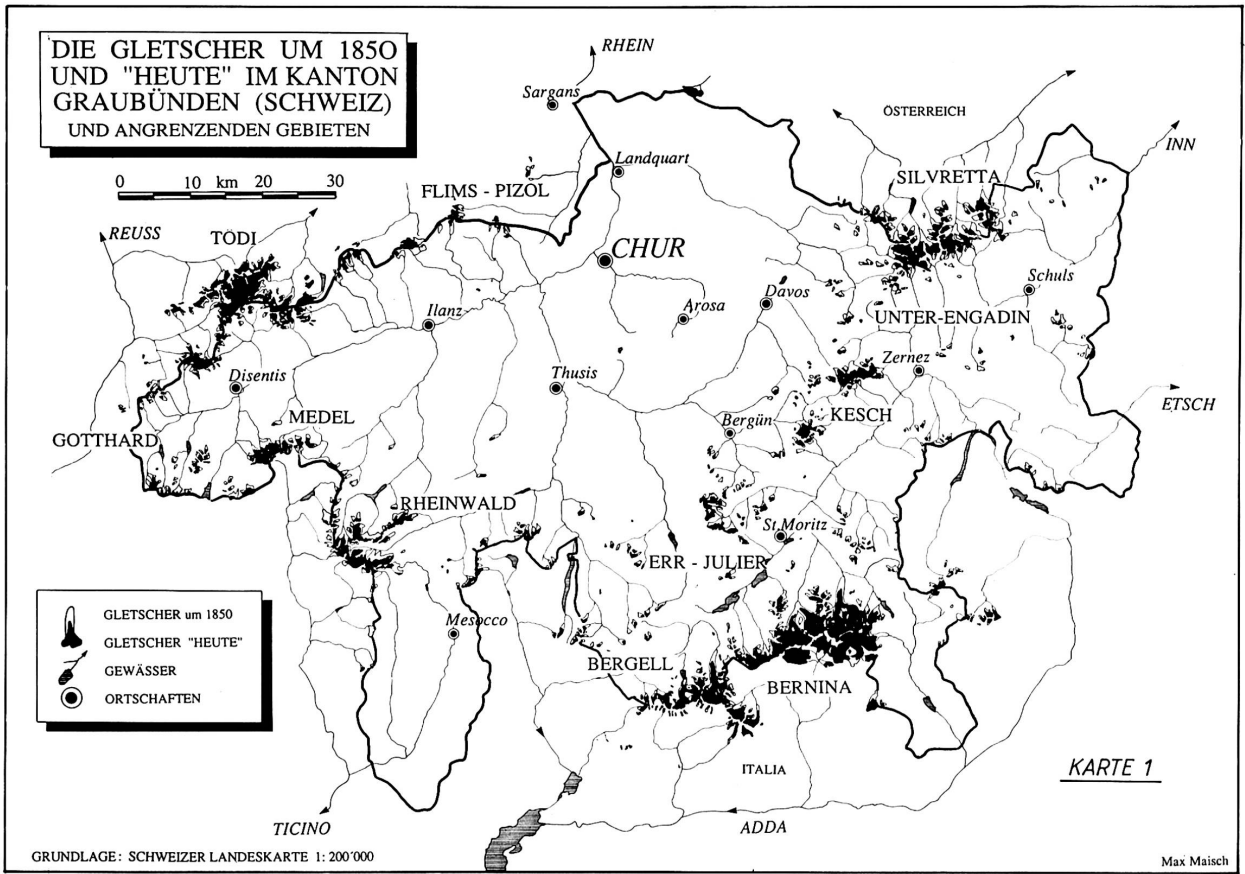 DIE GLETSCHER UM 1850
UND "HEUTE" IM KANTON
GRAUBÜNDEN (SCHWEIZ)
UND ANGRENZENDEN GEBIETEN
0 km 10 20 30
RHEIN
Sargans
ÖSTERREICH
INN
Landquart
SILVRETTA
FLIMS - PIZOL
REUSS
TÖDI
CHUR
Schuls
Davos
Arosa
Ilanz
UNTER-ENGADIN
Zernez
Disentis
Thusis
ETSCH
MEDEL
KESCH
Bergün
GOTTHARD
RHEINWALD
St.Moritz
ERR - JULIER
GLETSCHER um 1850
GLETSCHER "HEUTE"
GEWÄSSER
ORTSCHAFTEN
Mesocco
BERGELL
BERNINA
ITALIA
KARTE 1
TICINO
ADDA
GRUNDLAGE: SCHWEIZER LANDESKARTE 1:200'000
Max Maisch